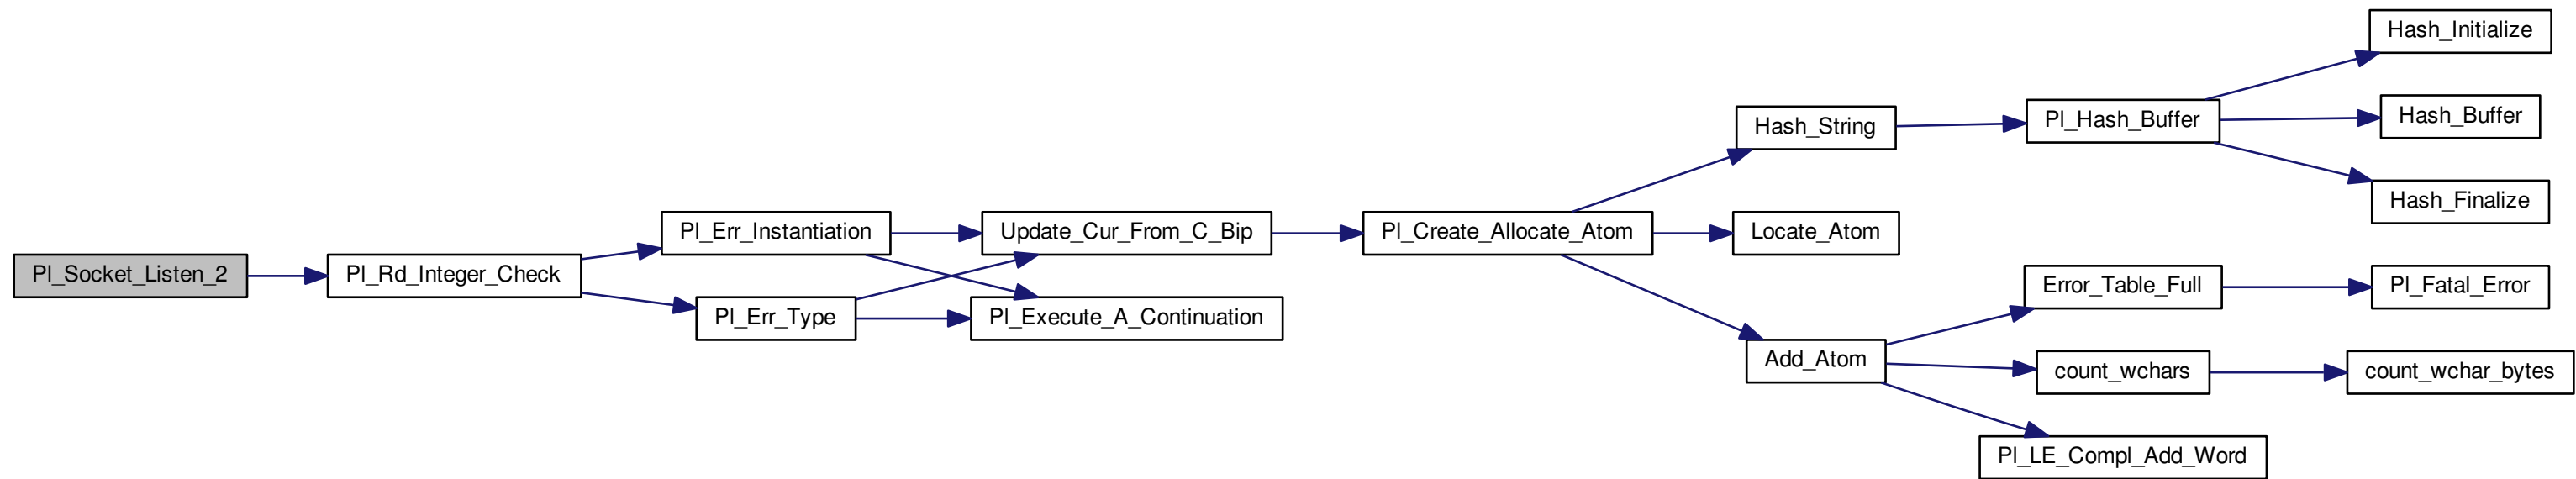 Hash_Initialize
Hash_Buffer
Hash_String
Pl_Hash_Buffer
Hash_Finalize
Pl_Err_Instantiation
Update_Cur_From_C_Bip
Pl_Create_Allocate_Atom
Locate_Atom
Pl_Socket_Listen_2
Pl_Rd_Integer_Check
Error_Table_Full
Pl_Fatal_Error
Pl_Err_Type
Pl_Execute_A_Continuation
Add_Atom
count_wchars
count_wchar_bytes
Pl_LE_Compl_Add_Word